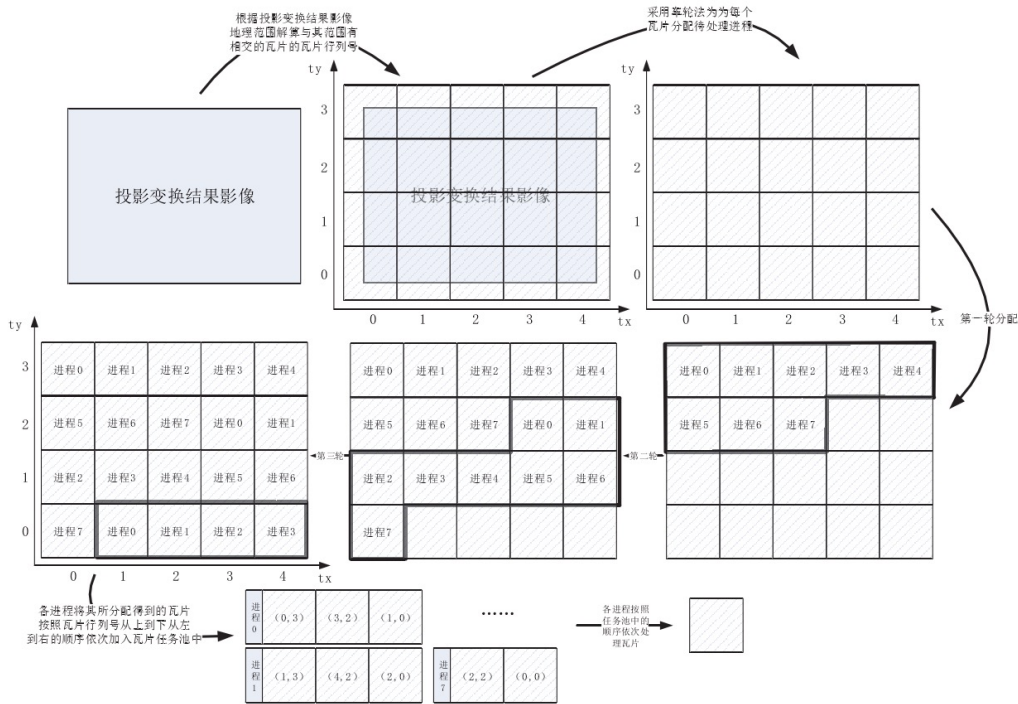 根据投影变换结果影像
地理范围解算与其范围有
相交的瓦片的瓦片行列号
采用摹轮法为为每个
瓦片分配待处理进程
投影变换结果影像
ty
3
2
1
0
投影变换结果影像
0 1 2 3 4 tx
ty
3
2
1
0
0 1 2 3 4 tx
第一轮分配
ty
3 进程0 进程1 进程2 进程3 进程4
2 进程5 进程6 进程7 进程0 进程1
1 进程2 进程3 进程4 进程5 进程6
0 进程7 进程0 进程1 进程2 进程3
0 1 2 3 4 tx
第三轮
进程0 进程1 进程2 进程3 进程4
进程5 进程6 进程7 进程0 进程1
进程2 进程3 进程4 进程5 进程6
进程7
第二轮
进程0 进程1 进程2 进程3 进程4
进程5 进程6 进程7
各进程将其所分配得到的瓦片
按照瓦片行列号从上到下从左
到右的顺序依次加入瓦片任务池中
进程0 (0,3) (3,2) (1,0)
进程1 (1,3) (4,2) (2,0)
......
进程7 (2,2) (0,0)
各进程按照
任务池中的
顺序依次处
理瓦片